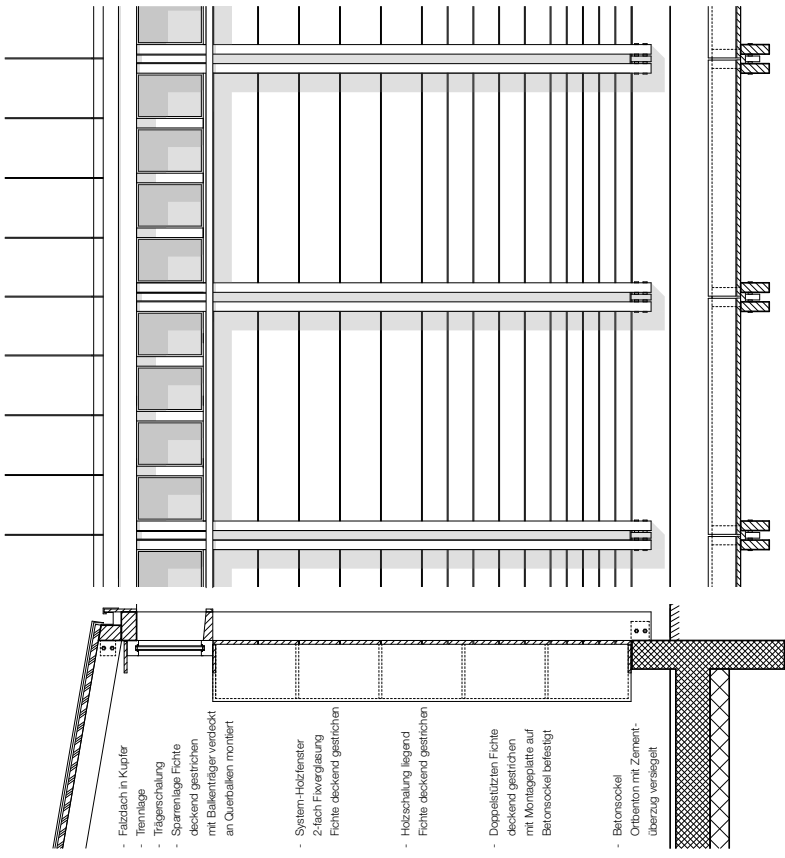 - Falzdach in Kupfer
- Trennlage
- Trägerschalung
- Sparrenlage Fichte
deckend gestrichen
mit Balkenträger verdeckt
an Querbalken montiert
- System-Holzfenster
2-fach Fixverglasung
Fichte deckend gestrichen
- Holzschalung liegend
Fichte deckend gestrichen
- Doppelstützten Fichte
deckend gestrichen
mit Montageplatte auf
Betonsockel befestigt
- Betonsockel
Ortbenton mit Zement-
überzug versiegelt